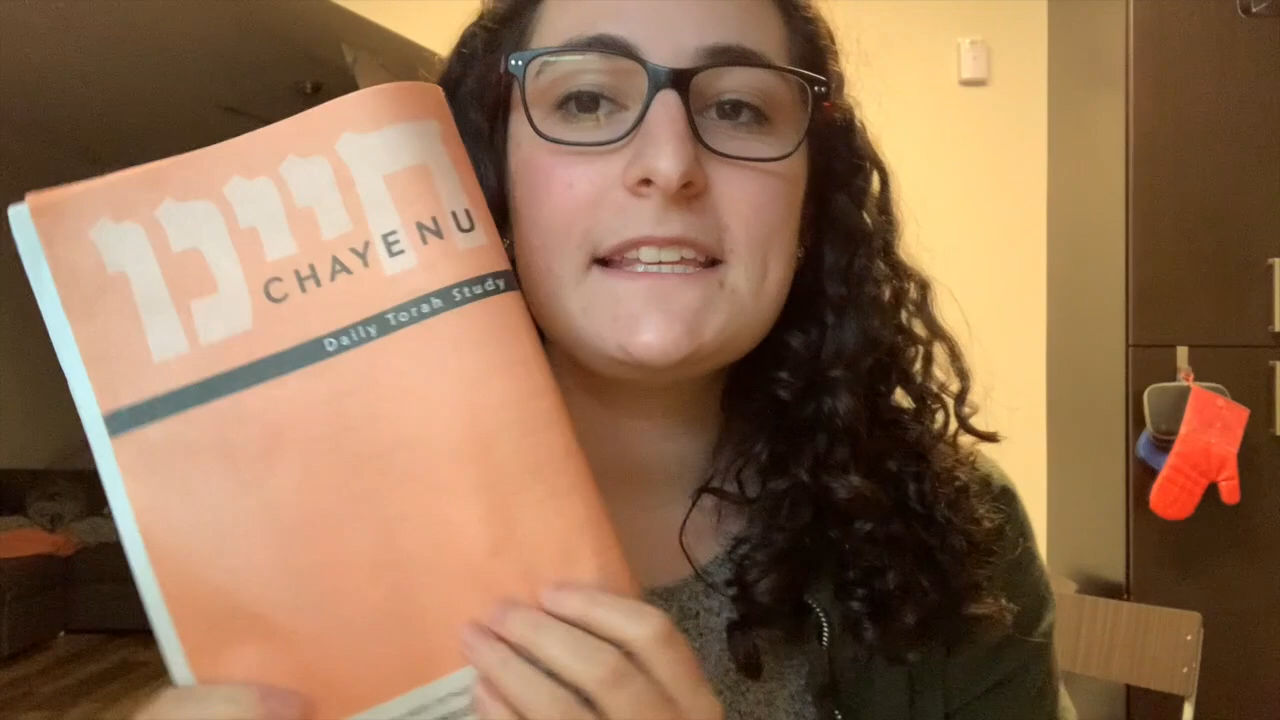 חיינו
CHAYENU
Daily Torah Study